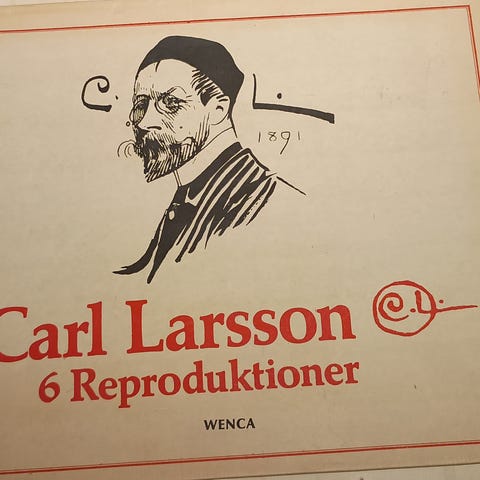 C. L.
1891
Carl Larsson
C.L.
6 Reproduktioner
WENCA